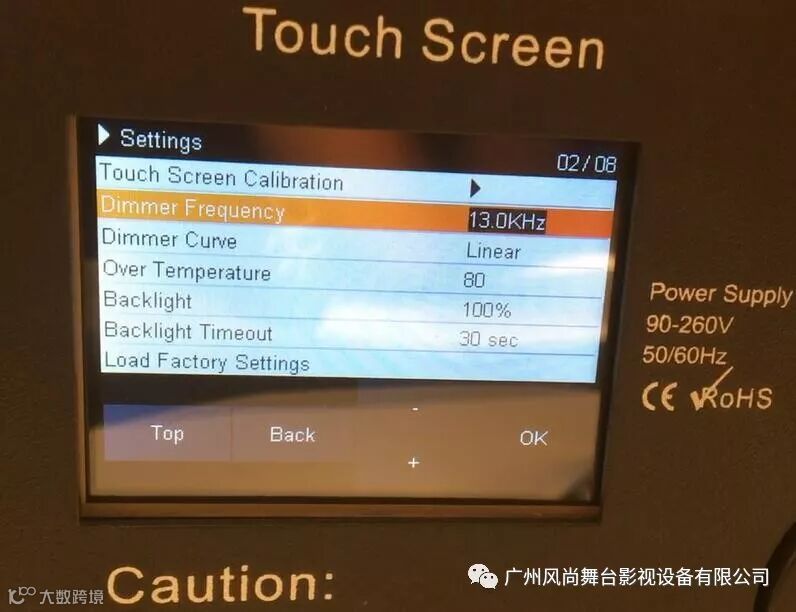 Touch Screen
Settings
02/08
Touch Screen Calibration
Dimmer Frequency 13.0KHz
Dimmer Curve Linear
Over Temperature 80
Backlight 100%
Backlight Timeout 30 sec
Load Factory Settings
Top Back - OK
+
Power Supply
90-260V
50/60Hz
CE RoHS
Caution:
广州风尚舞台影视设备有限公司
大数跨境